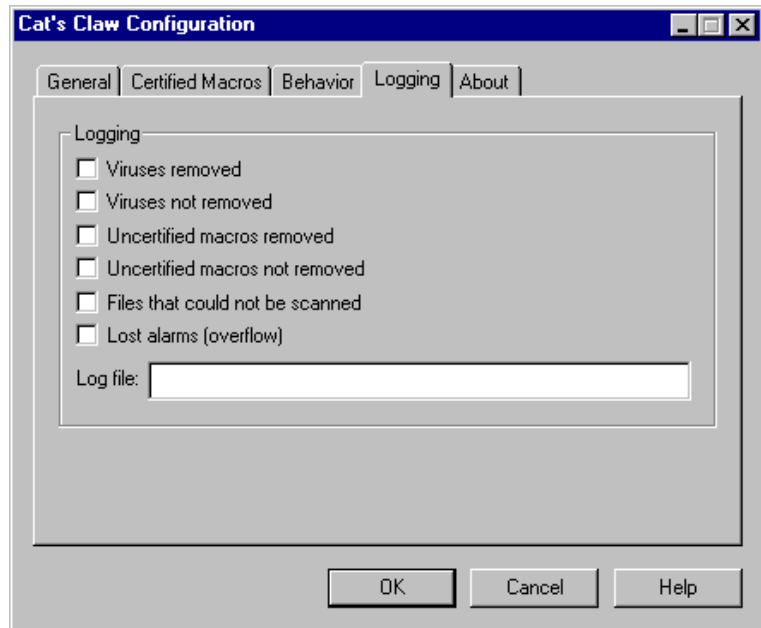 Cat's Claw Configuration
General Certified Macros Behavior Logging About
Logging
Viruses removed
Viruses not removed
Uncertified macros removed
Uncertified macros not removed
Files that could not be scanned
Lost alarms (overflow)
Log file:
OK Cancel Help